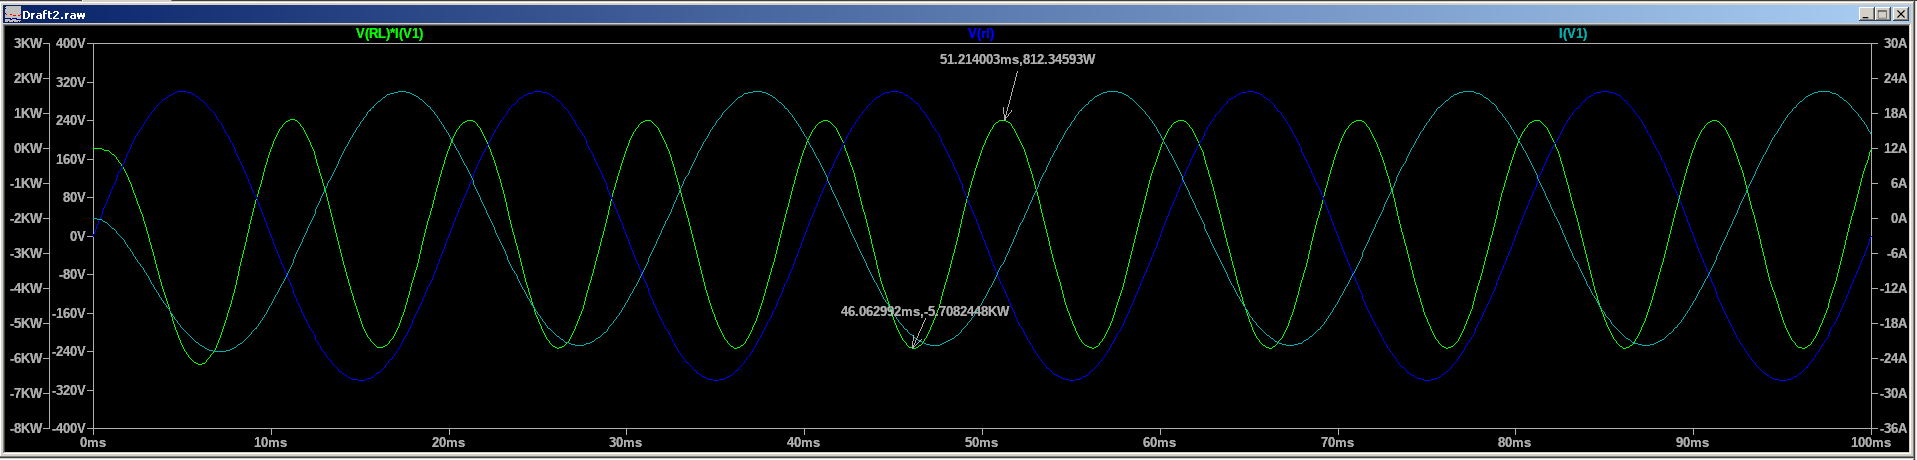 Draft2.raw
V(RL)*I(V1) V(rl) I(V1)
51.214003ms,812.34593W
46.062992ms,-5.7082448KW
3KW
2KW
1KW
0KW
-1KW
-2KW
-3KW
-4KW
-5KW
-6KW
-7KW
-8KW
400V
320V
240V
160V
80V
0V
-80V
-160V
-240V
-320V
-400V
30A
24A
18A
12A
6A
0A
-6A
-12A
-18A
-24A
-30A
-36A
0ms 10ms 20ms 30ms 40ms 50ms 60ms 70ms 80ms 90ms 100ms